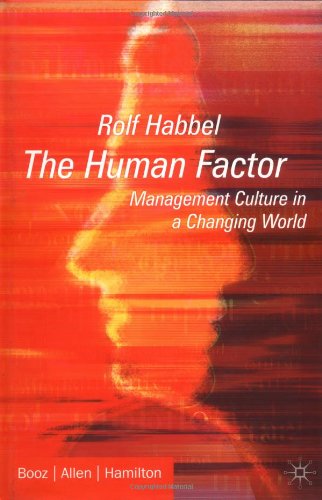 Rolf Habbel
The Human Factor
Management Culture in
a Changing World
Booz | Allen | Hamilton